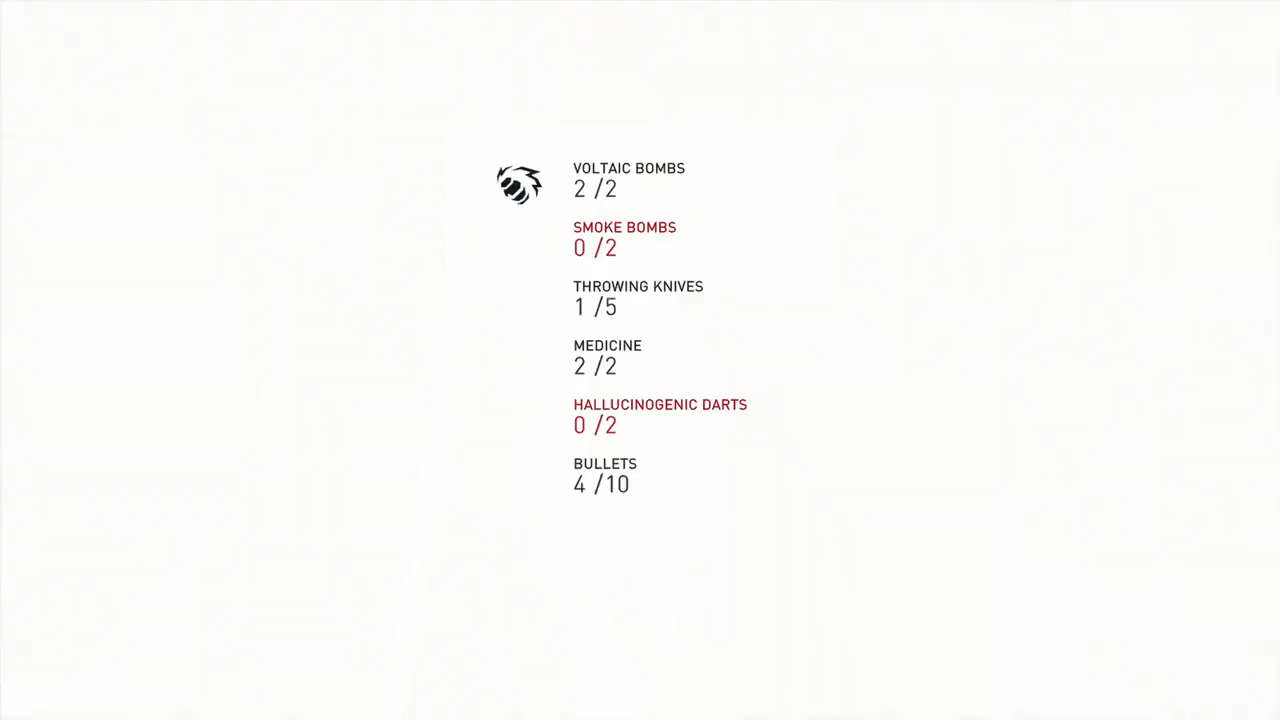 VOLTAIC BOMBS
2 /2
SMOKE BOMBS
0 /2
THROWING KNIVES
1 /5
MEDICINE
2 /2
HALLUCINOGENIC DARTS
0 /2
BULLETS
4 /10